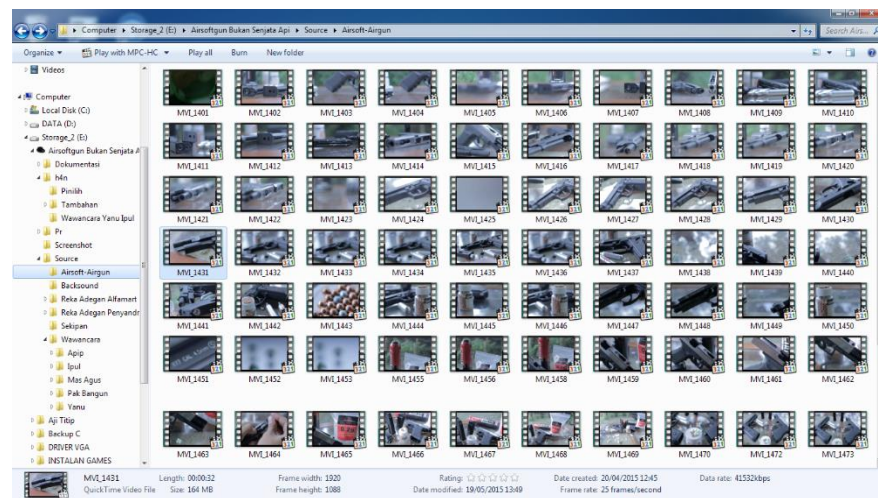 Computer ▸ Storage_2 (E:) ▸ Airsoftgun Bukan Senjata Api ▸ Source ▸ Airsoft-Airgun
Search Airs...
Organize Play with MPC-HC Play all Burn New folder
Videos
Computer
Local Disk (C:)
DATA (D:)
Storage_2 (E:)
Airsoftgun Bukan Senjata A
Dokumentasi
h4n
Pinilih
Tambahan
Wawancara Yanu Ipul
Pr
Screenshot
Source
Airsoft-Airgun
Backsound
Reka Adegan Alfamart
Reka Adegan Penyandr
Sekipan
Wawancara
Apip
Ipul
Mas Agus
Pak Bangun
Yanu
Aji Titip
Backup C
DRIVER VGA
INSTALAN GAMES
MVI_1401 MVI_1402 MVI_1403 MVI_1404 MVI_1405 MVI_1406 MVI_1407 MVI_1408 MVI_1409 MVI_1410
MVI_1411 MVI_1412 MVI_1413 MVI_1414 MVI_1415 MVI_1416 MVI_1417 MVI_1418 MVI_1419 MVI_1420
MVI_1421 MVI_1422 MVI_1423 MVI_1424 MVI_1425 MVI_1426 MVI_1427 MVI_1428 MVI_1429 MVI_1430
MVI_1431 MVI_1432 MVI_1433 MVI_1434 MVI_1435 MVI_1436 MVI_1437 MVI_1438 MVI_1439 MVI_1440
MVI_1441 MVI_1442 MVI_1443 MVI_1444 MVI_1445 MVI_1446 MVI_1447 MVI_1448 MVI_1449 MVI_1450
MVI_1451 MVI_1452 MVI_1453 MVI_1455 MVI_1456 MVI_1458 MVI_1459 MVI_1460 MVI_1461 MVI_1462
MVI_1463 MVI_1464 MVI_1465 MVI_1466 MVI_1467 MVI_1468 MVI_1469 MVI_1470 MVI_1472 MVI_1473
MVI_1431 Length: 00:00:32 Frame width: 1920 Rating: Date created: 20/04/2015 12:45 Data rate: 41532kbps
QuickTime Video File Size: 164 MB Frame height: 1088 Date modified: 19/05/2015 13:49 Frame rate: 25 frames/second